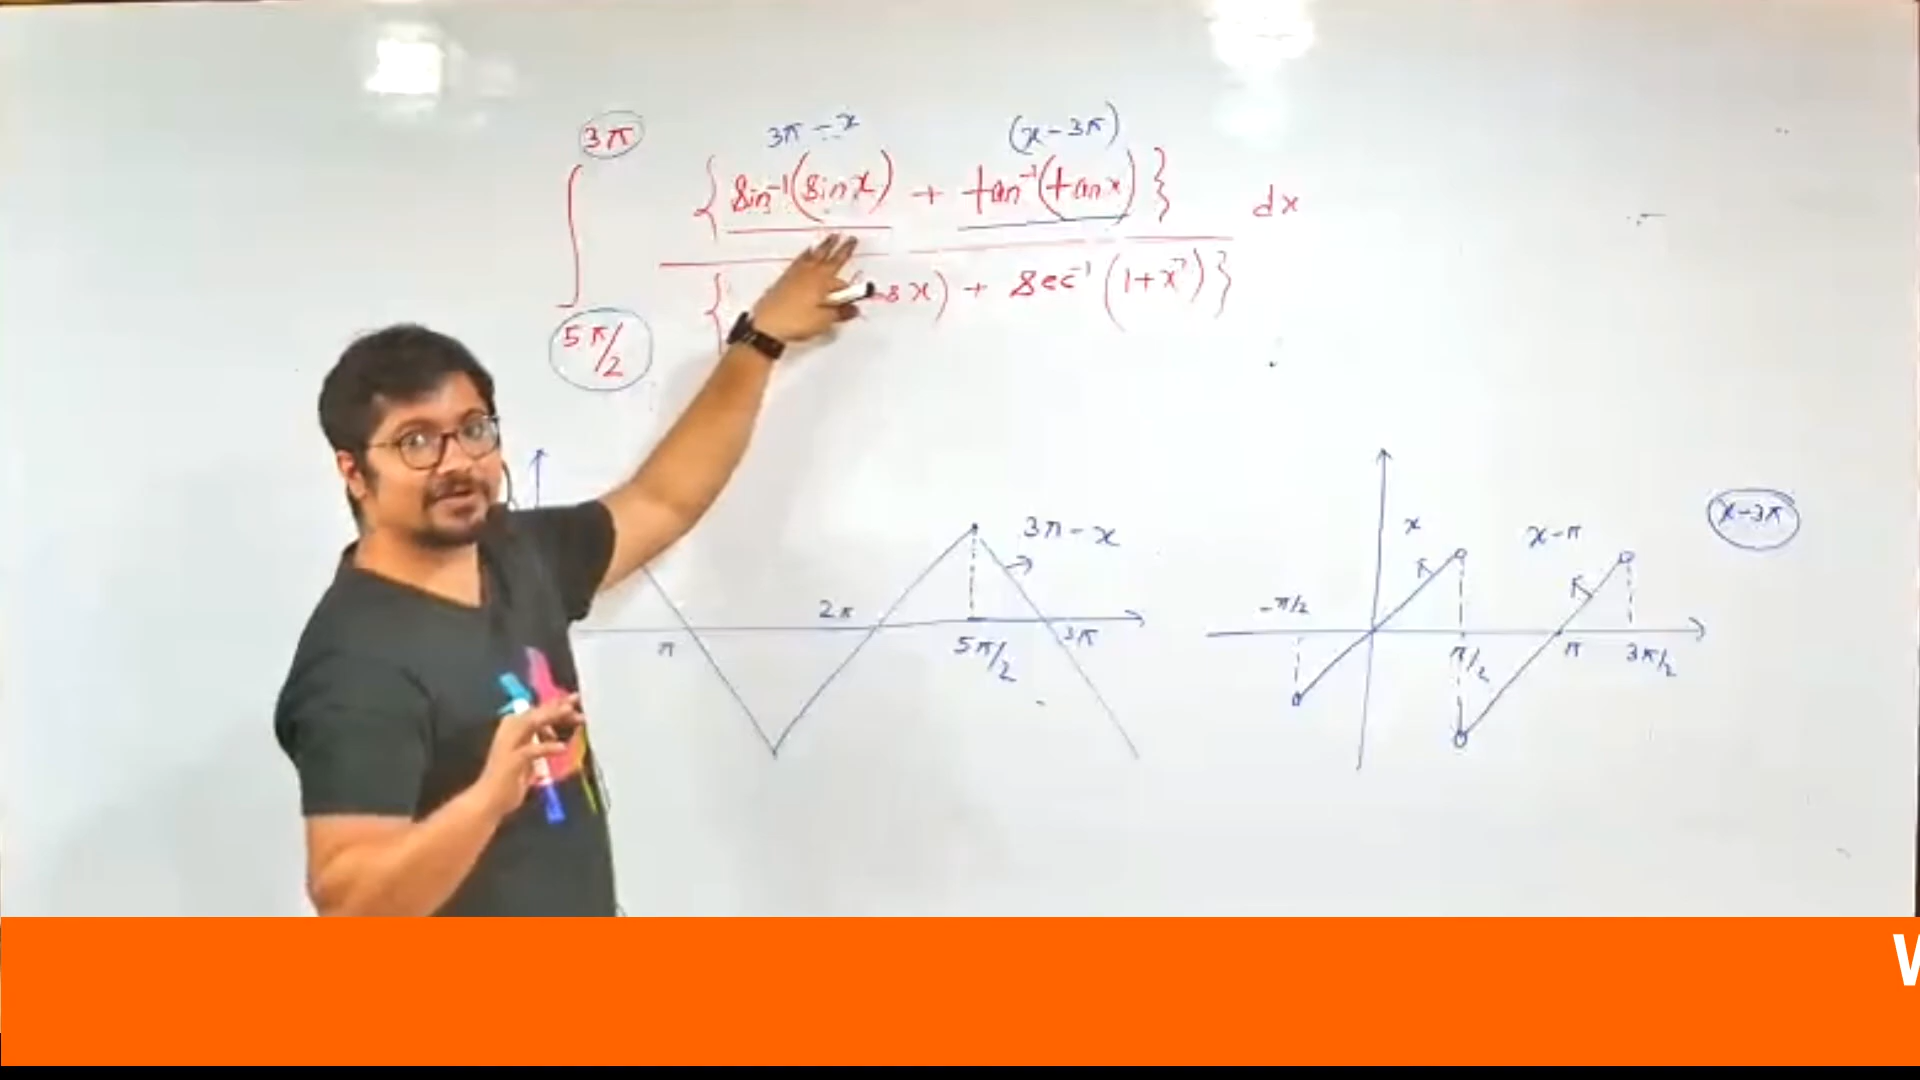 3π 3π - x (x - 3π)
∫ {sin⁻¹(sin x) + tan⁻¹(tan x)} dx
x) + sec⁻¹(1+x²)}
5π/2
3π - x x x-π x-3π
2π -π/2
π 5π/2 3π π/2 π 3π/2
W